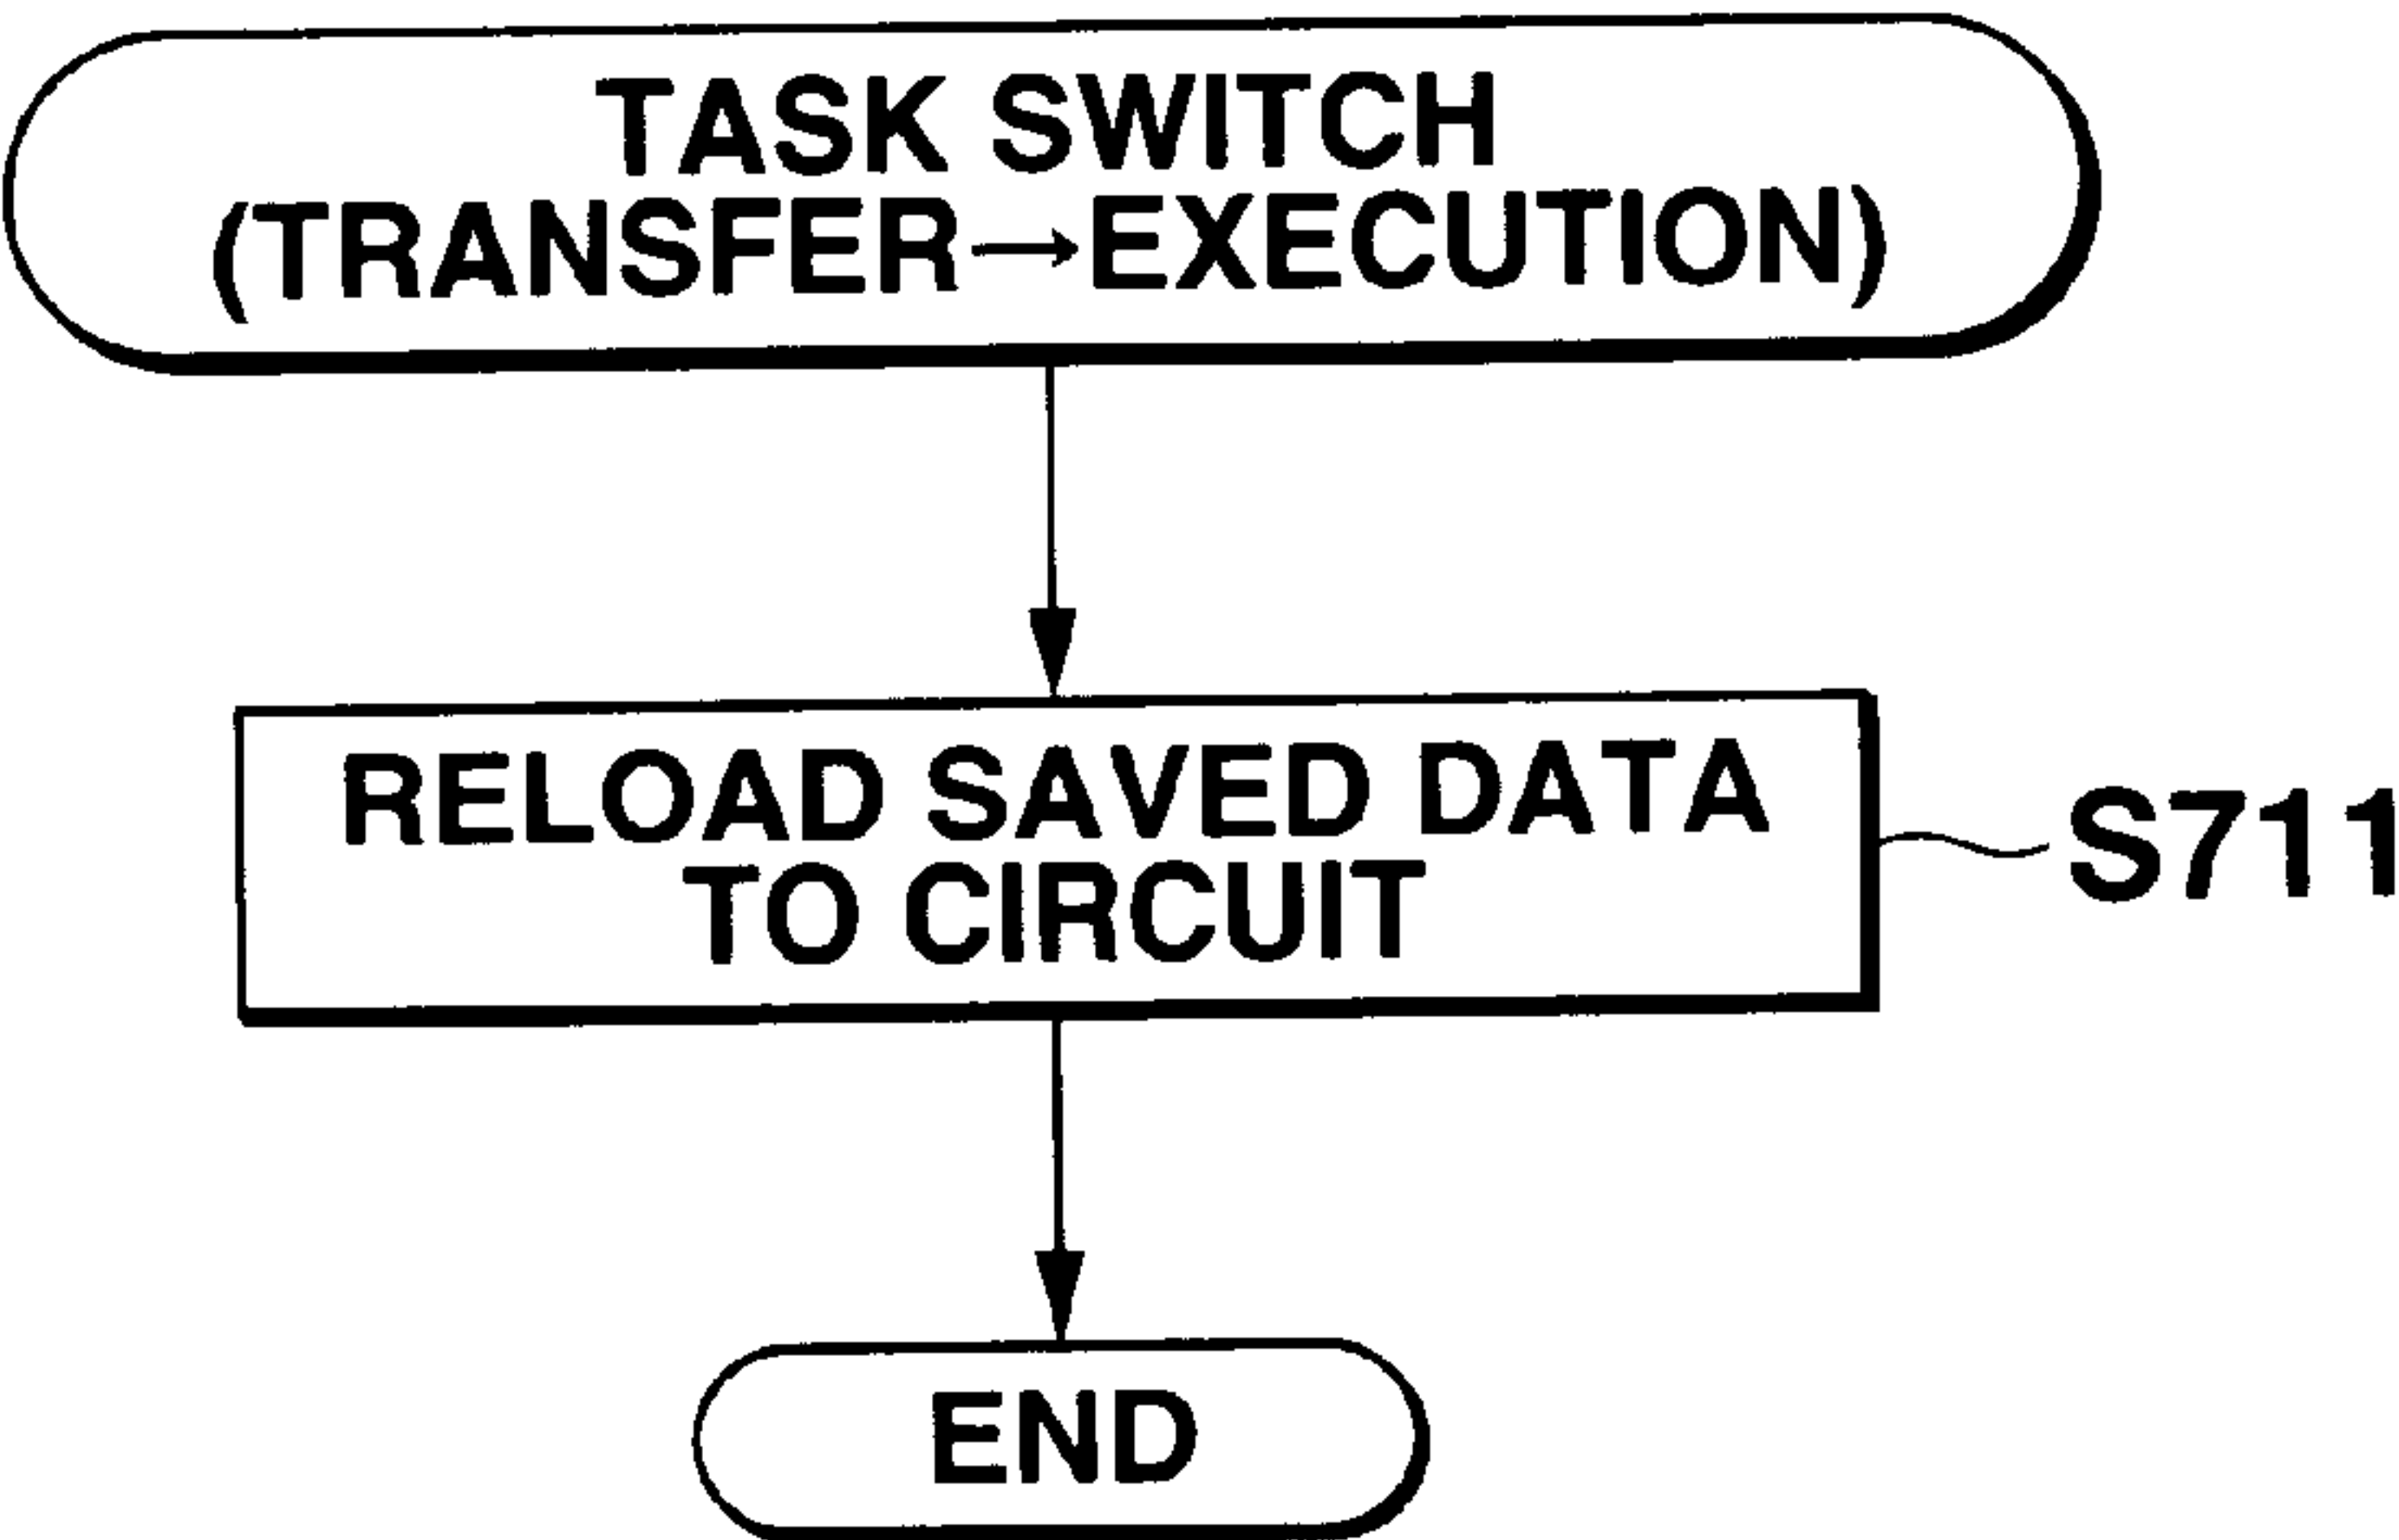 TASK SWITCH
(TRANSFER→EXECUTION)
RELOAD SAVED DATA
TO CIRCUIT
S711
END